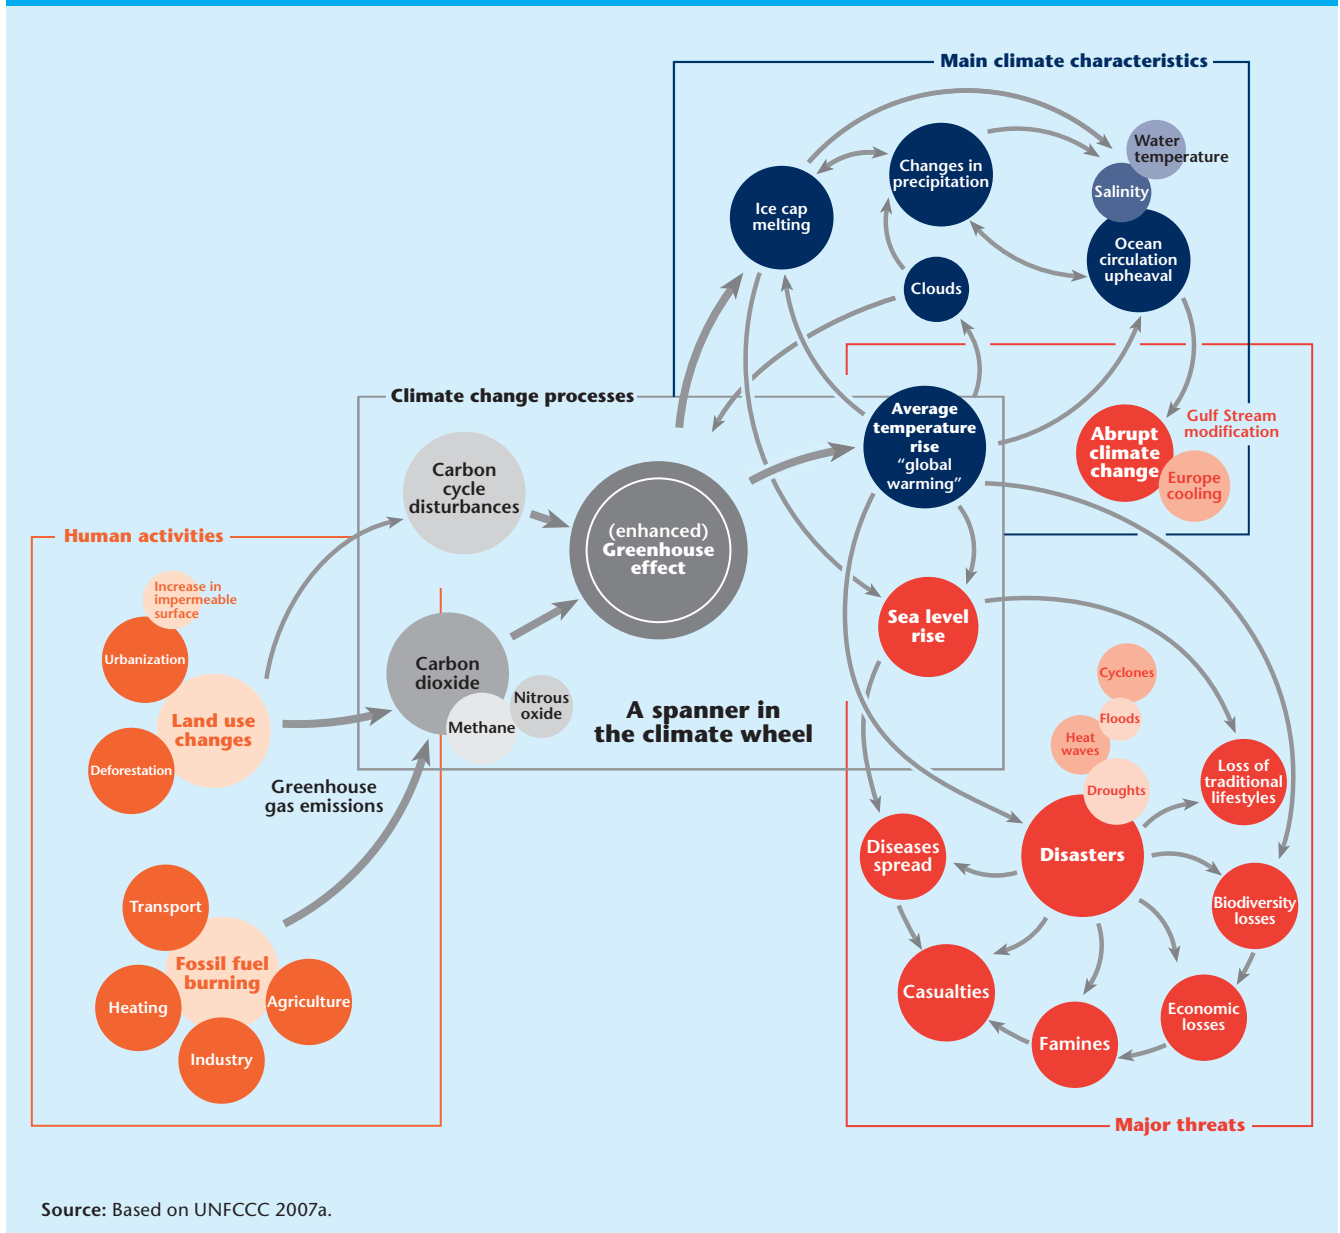 Main climate characteristics
Water
temperature
Changes in
precipitation
Salinity
Ice cap
melting
Ocean
circulation
upheaval
Clouds
Climate change processes
Average
temperature
rise
“global
warming”
Gulf Stream
modification
Abrupt
climate
change
Europe
cooling
Carbon
cycle
disturbances
(enhanced)
Greenhouse
effect
Human activities
Increase in
impermeable
surface
Urbanization
Land use
changes
Deforestation
Carbon
dioxide
Methane
Nitrous
oxide
A spanner in
the climate wheel
Sea level
rise
Greenhouse
gas emissions
Cyclones
Floods
Heat
waves
Droughts
Loss of
traditional
lifestyles
Diseases
spread
Disasters
Biodiversity
losses
Transport
Fossil fuel
burning
Heating
Agriculture
Industry
Casualties
Famines
Economic
losses
Major threats
Source: Based on UNFCCC 2007a.